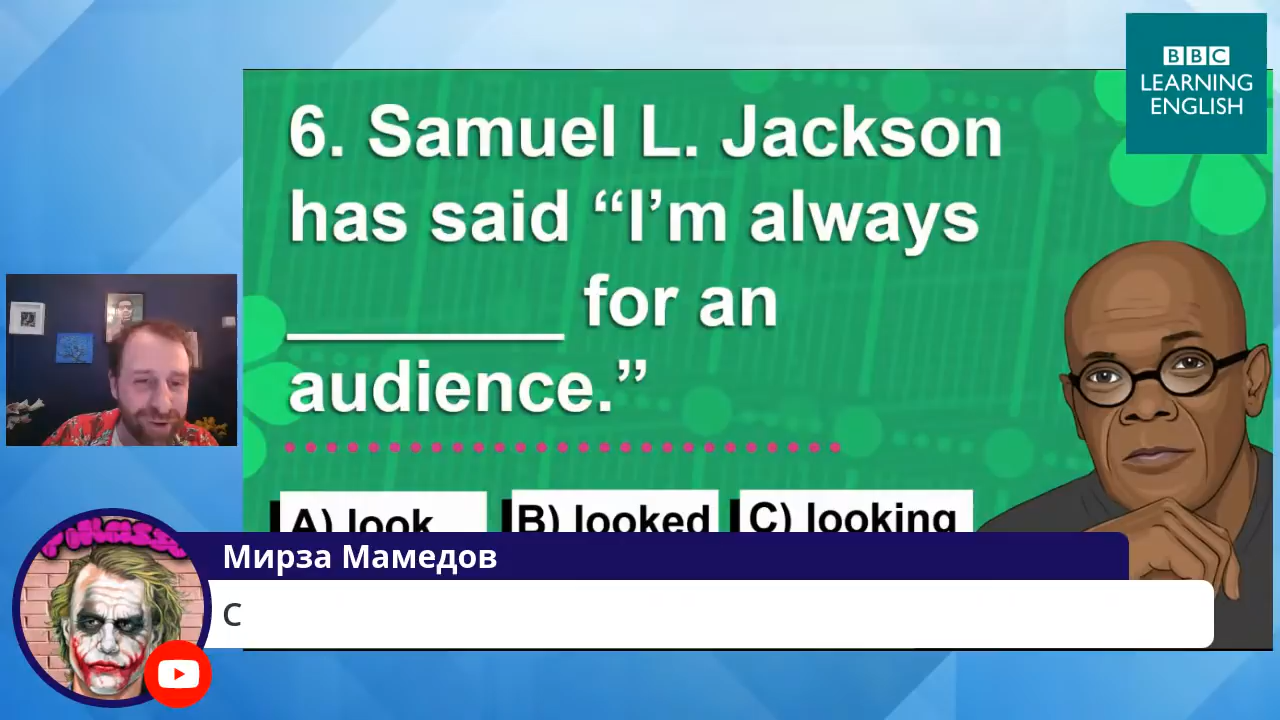 BBC
LEARNING
ENGLISH
6. Samuel L. Jackson
has said “I’m always
________ for an
audience.”
A) look
B) looked
C) looking
Мирза Мамедов
C